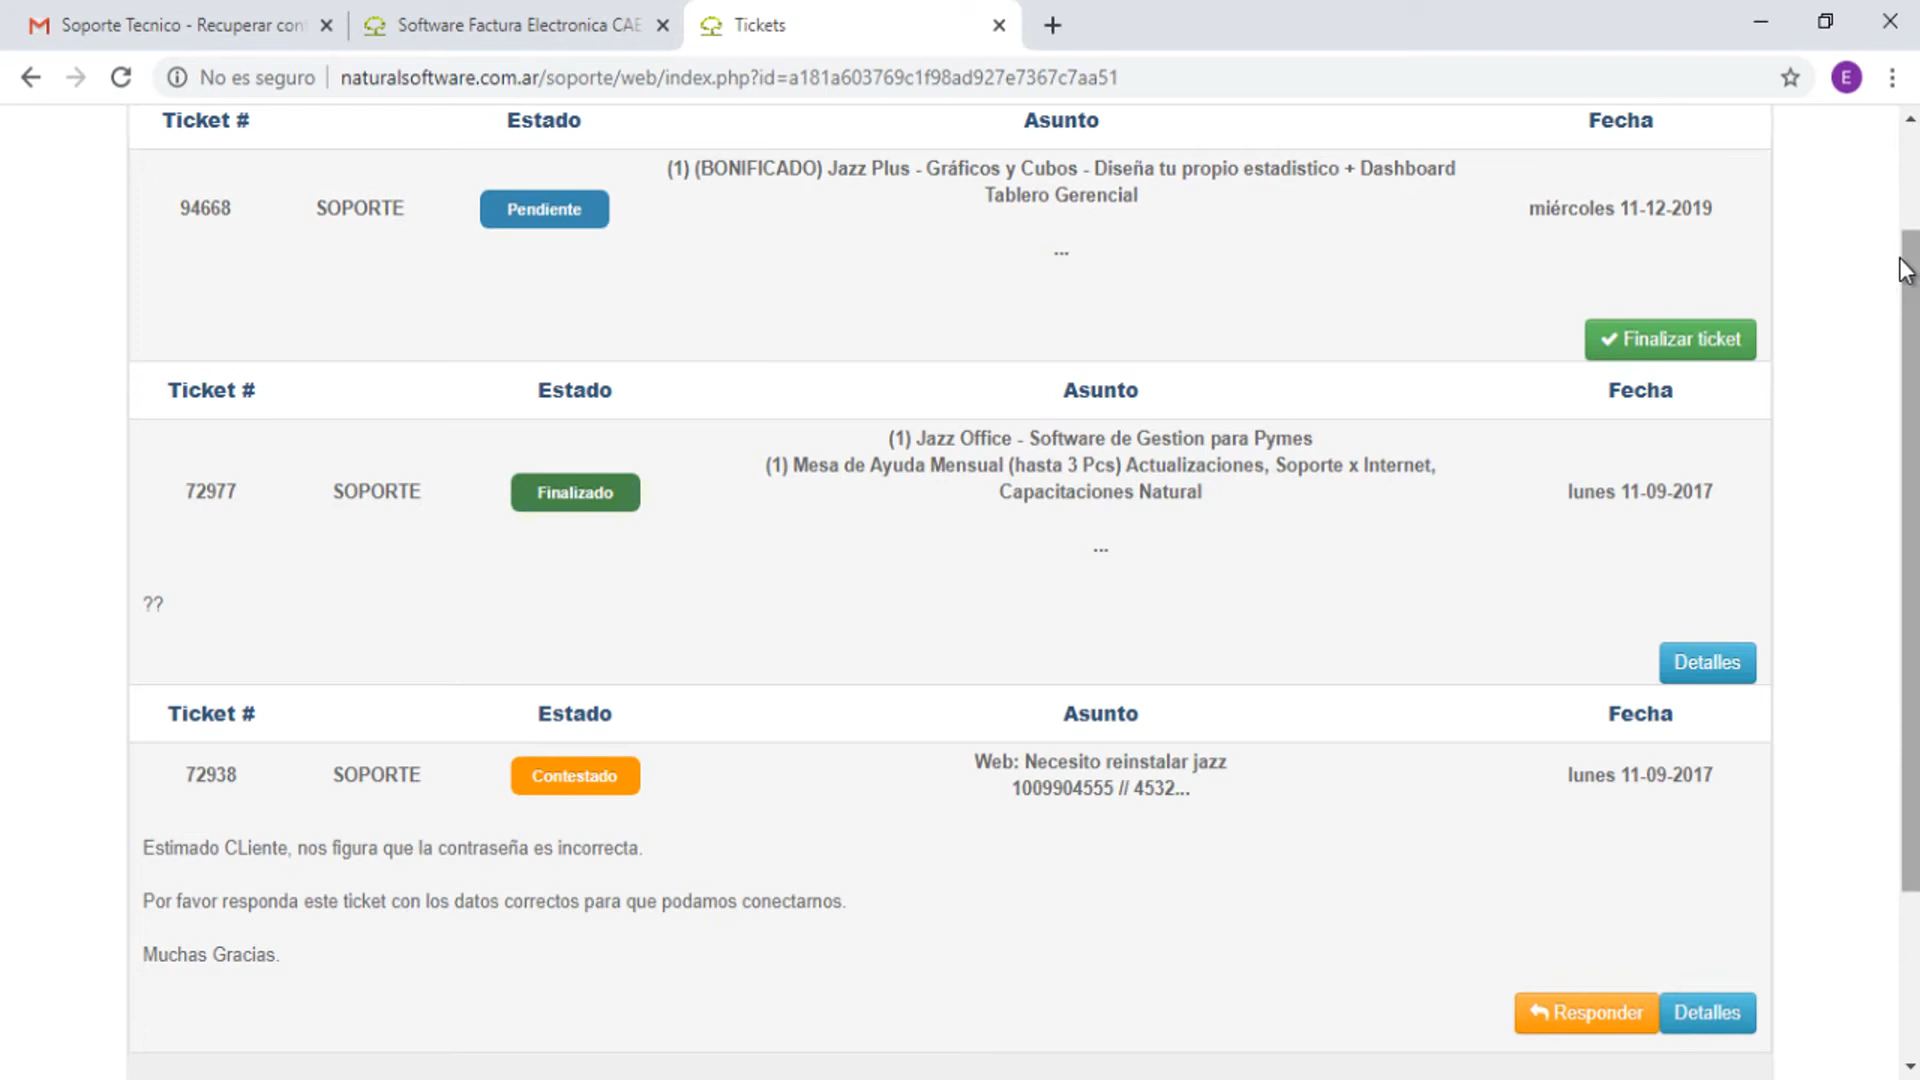 Soporte Tecnico - Recuperar con
Software Factura Electronica CAE
Tickets
No es seguro
naturalsoftware.com.ar/soporte/web/index.php?id=a181a603769c1f98ad927e7367c7aa51
E
Ticket # Estado Asunto Fecha
(1) (BONIFICADO) Jazz Plus - Gráficos y Cubos - Diseña tu propio estadistico + Dashboard
Tablero Gerencial
94668 SOPORTE Pendiente miércoles 11-12-2019
...
Finalizar ticket
Ticket # Estado Asunto Fecha
(1) Jazz Office - Software de Gestion para Pymes
(1) Mesa de Ayuda Mensual (hasta 3 Pcs) Actualizaciones, Soporte x Internet,
Capacitaciones Natural
72977 SOPORTE Finalizado lunes 11-09-2017
...
??
Detalles
Ticket # Estado Asunto Fecha
Web: Necesito reinstalar jazz
1009904555 // 4532...
72938 SOPORTE Contestado lunes 11-09-2017
Estimado CLiente, nos figura que la contraseña es incorrecta.
Por favor responda este ticket con los datos correctos para que podamos conectarnos.
Muchas Gracias.
Responder Detalles